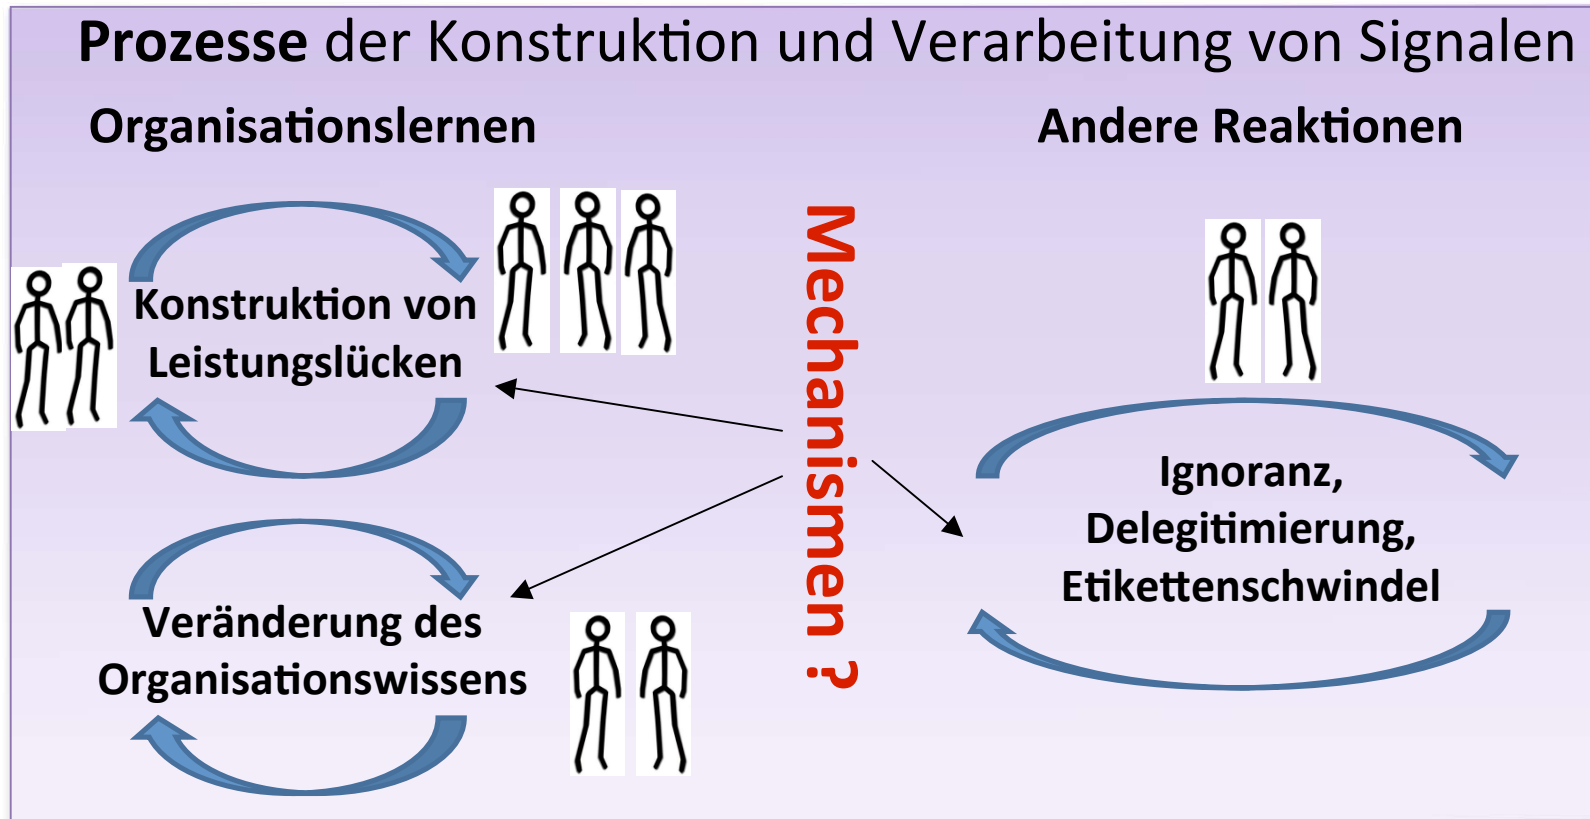 Prozesse der Konstruktion und Verarbeitung von Signalen
Organisationslernen
Andere Reaktionen
Konstruktion von
Leistungslücken
Veränderung des
Organisationswissens
Mechanismen ?
Ignoranz,
Delegitimierung,
Etikettenschwindel